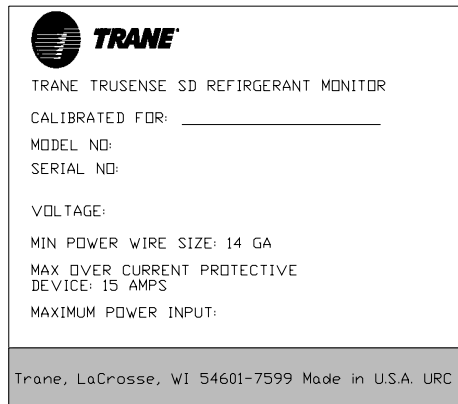 TRANE
TRANE TRUSENSE SD REFIRGERANT MONITOR
CALIBRATED FOR:
MODEL NO:
SERIAL NO:
VOLTAGE:
MIN POWER WIRE SIZE: 14 GA
MAX OVER CURRENT PROTECTIVE
DEVICE: 15 AMPS
MAXIMUM POWER INPUT:
Trane, LaCrosse, WI 54601-7599 Made in U.S.A. URC